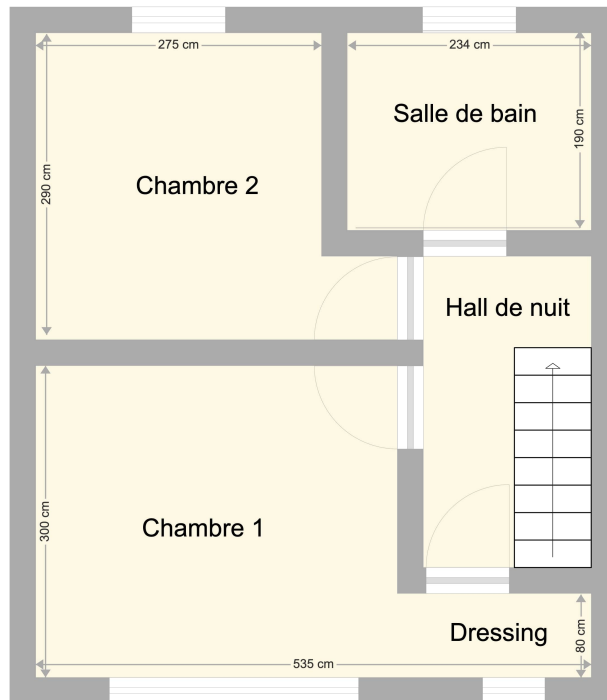 275 cm
234 cm
Salle de bain
190 cm
290 cm
Chambre 2
Hall de nuit
300 cm
Chambre 1
Dressing
80 cm
535 cm